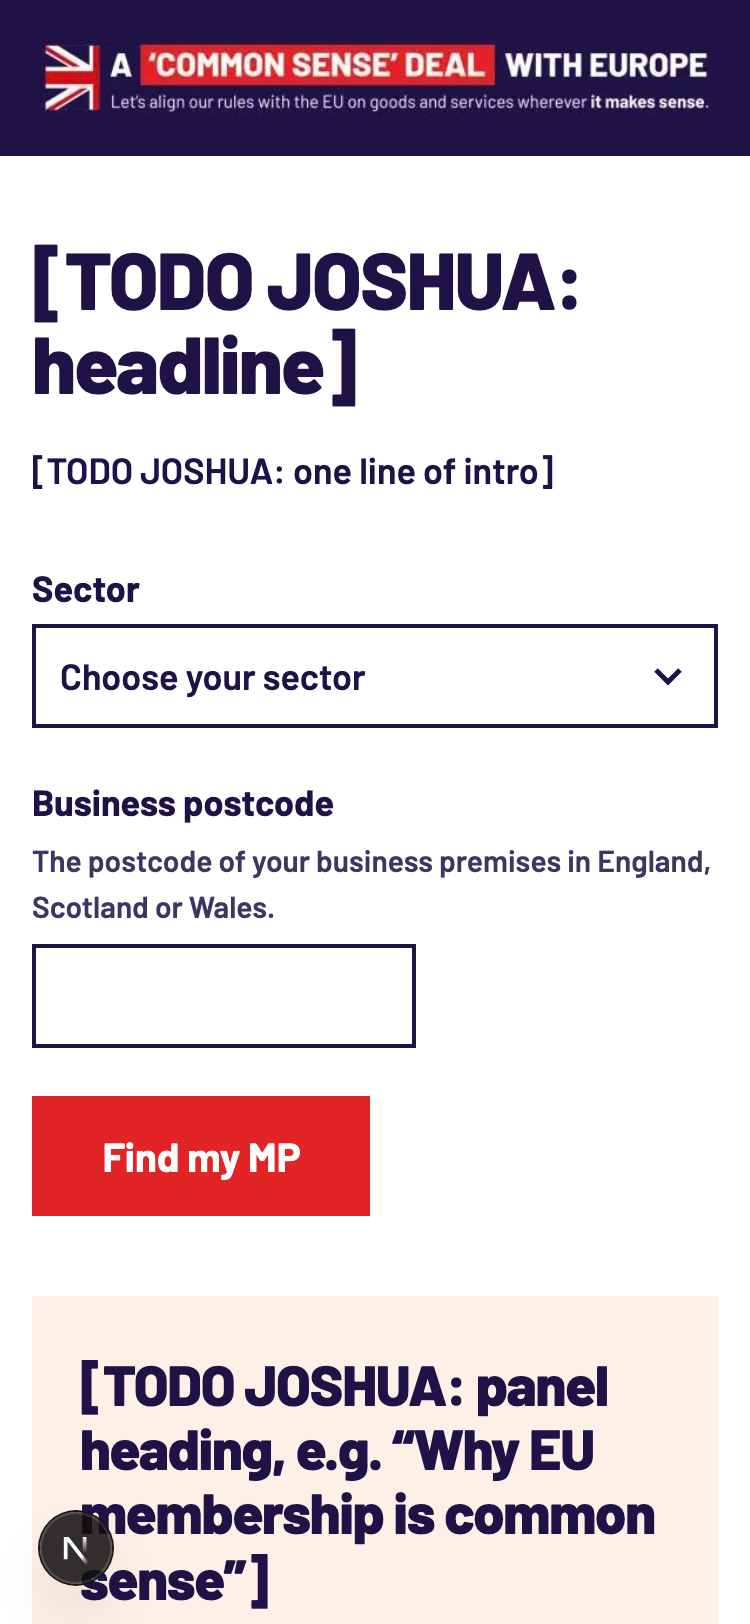 A ‘COMMON SENSE’ DEAL WITH EUROPE
Let’s align our rules with the EU on goods and services wherever it makes sense.
[TODO JOSHUA:
headline]
[TODO JOSHUA: one line of intro]
Sector
Choose your sector
Business postcode
The postcode of your business premises in England,
Scotland or Wales.
Find my MP
[TODO JOSHUA: panel
heading, e.g. “Why EU
membership is common
sense”]
N